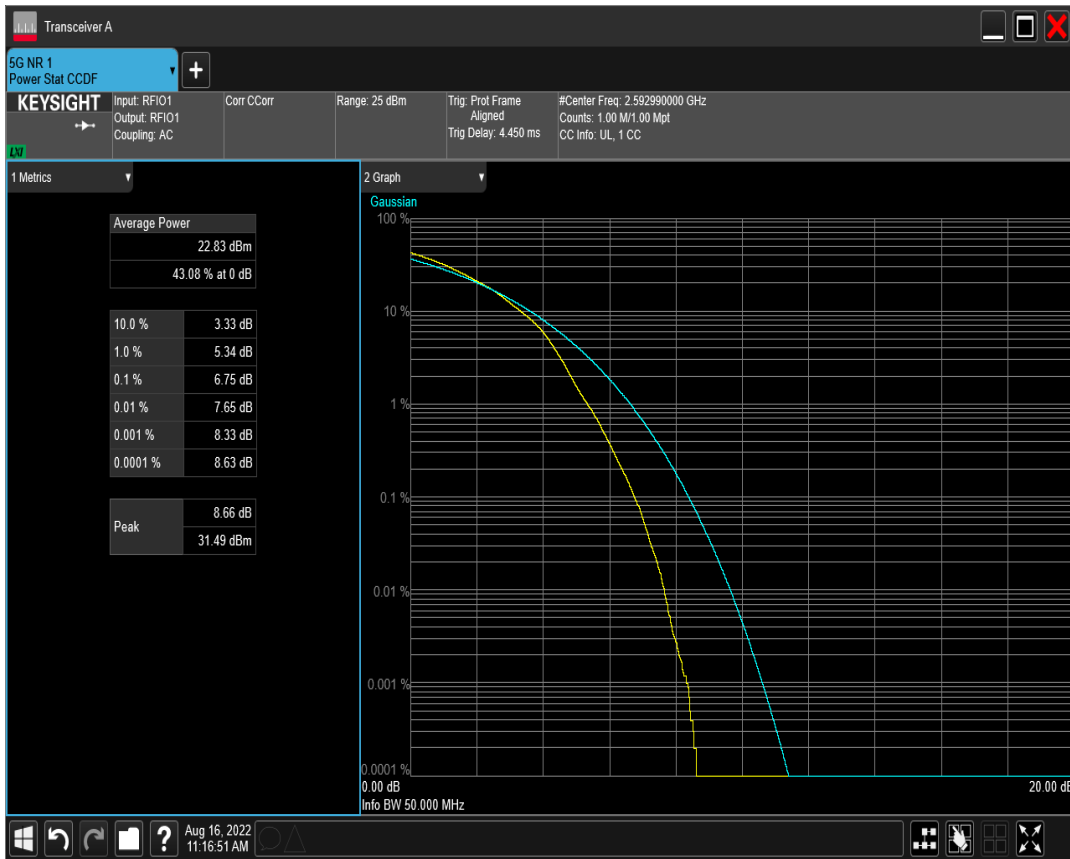 Transceiver A
5G NR 1
Power Stat CCDF
+
KEYSIGHT
LXI
Input: RFIO1
Output: RFIO1
Coupling: AC
Corr CCorr
Range: 25 dBm
Trig: Prot Frame
Aligned
Trig Delay: 4.450 ms
#Center Freq: 2.592990000 GHz
Counts: 1.00 M/1.00 Mpt
CC Info: UL, 1 CC
1 Metrics
Average Power
22.83 dBm
43.08 % at 0 dB
10.0 % 3.33 dB
1.0 % 5.34 dB
0.1 % 6.75 dB
0.01 % 7.65 dB
0.001 % 8.33 dB
0.0001 % 8.63 dB
Peak 8.66 dB
31.49 dBm
2 Graph
Gaussian
100 %
10 %
1 %
0.1 %
0.01 %
0.001 %
0.0001 %
0.00 dB 20.00 dB
Info BW 50.000 MHz
? Aug 16, 2022
11:16:51 AM